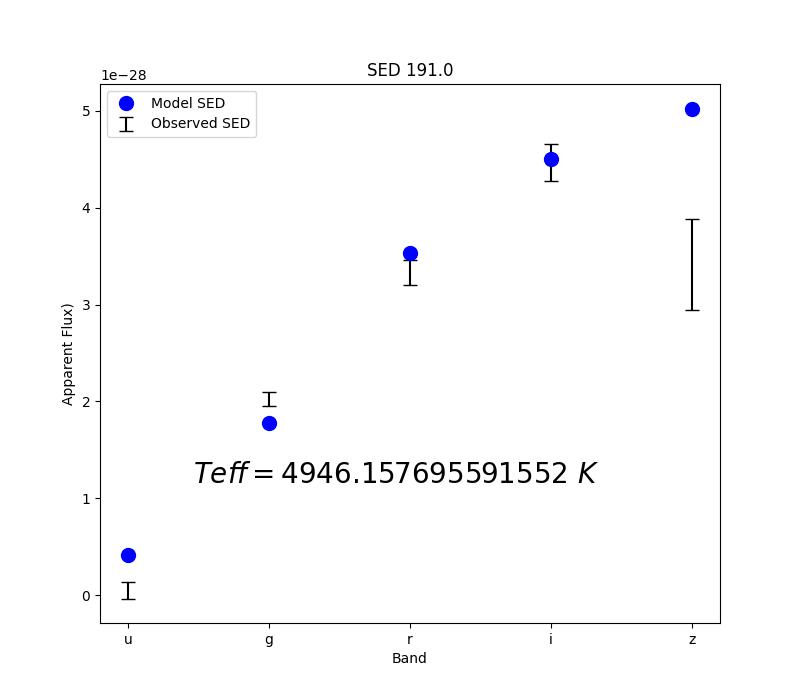 SED 191.0
1e−28
Model SED
Observed SED
5
4
3
2
1
0
Apparent Flux)
Teff = 4946.157695591552 K
u g r i z
Band